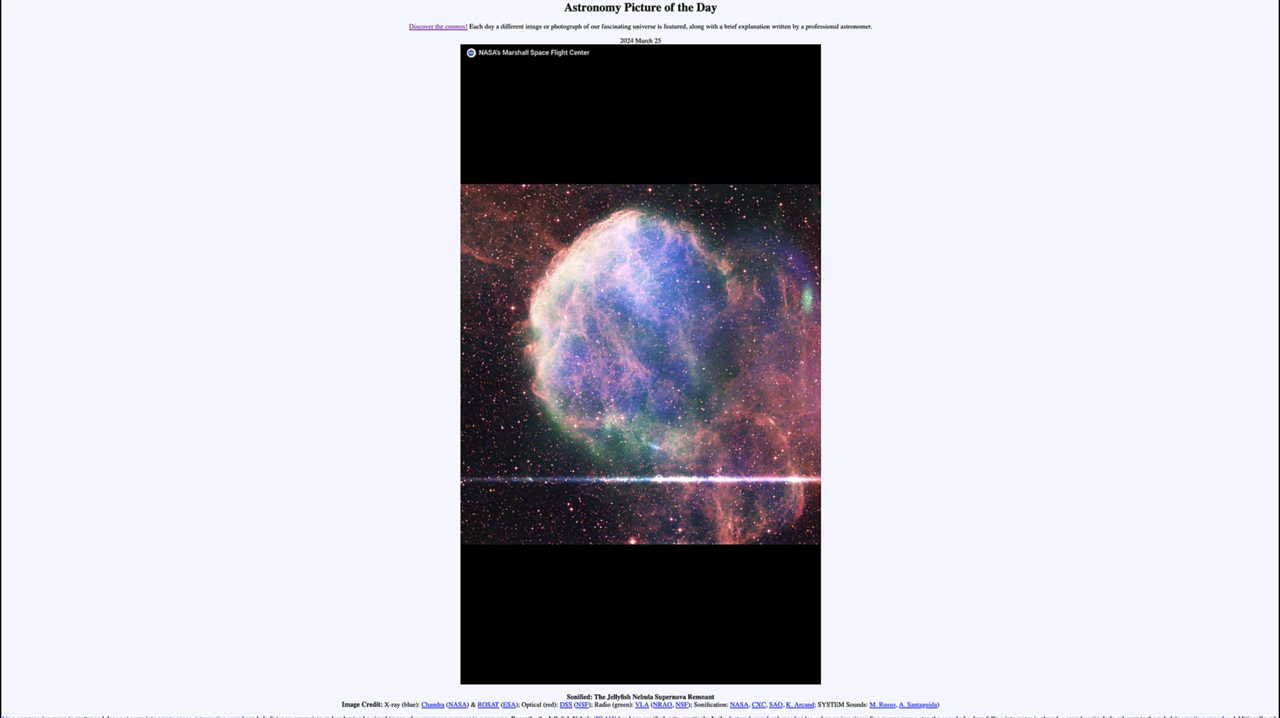 Astronomy Picture of the Day
Discover the cosmos! Each day a different image or photograph of our fascinating universe is featured, along with a brief explanation written by a professional astronomer.
2024 March 25
NASA's Marshall Space Flight Center
Sonified: The Jellyfish Nebula Supernova Remnant
Image Credit: X-ray (blue): Chandra (NASA) & ROSAT (ESA); Optical (red): DSS (NSF); Radio (green): VLA (NRAO, NSF); Sonification: NASA, CXC, SAO, K. Arcand; SYSTEM Sounds: M. Russo, A. Santaguida)